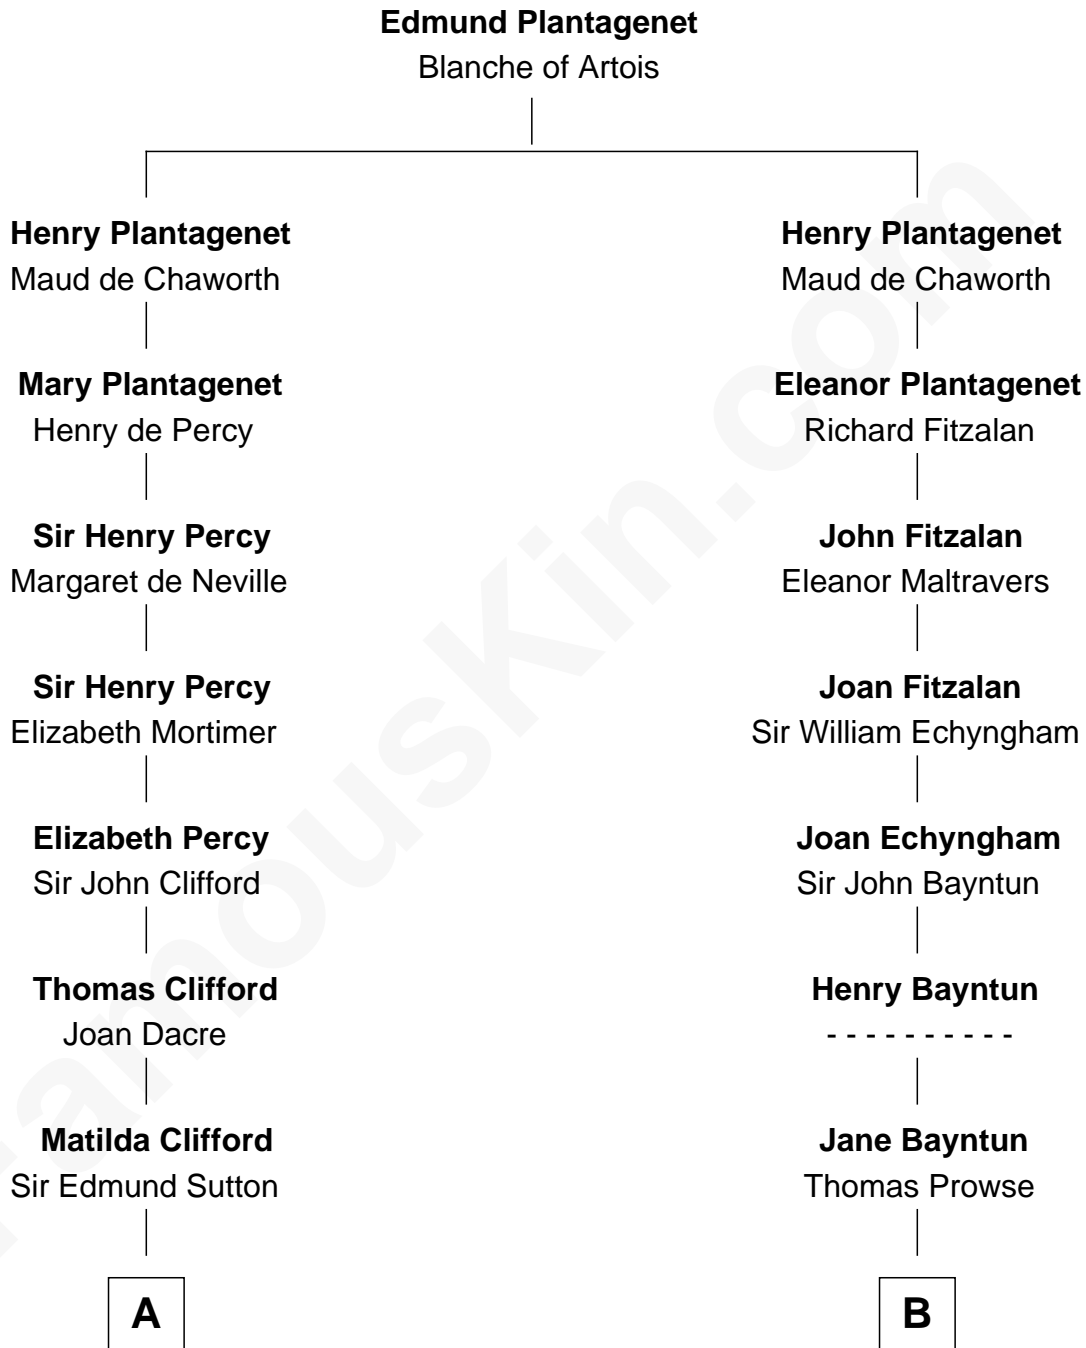 Edmund Plantagenet
Blanche of Artois
Henry Plantagenet
Maud de Chaworth
Henry Plantagenet
Maud de Chaworth
Mary Plantagenet
Henry de Percy
Eleanor Plantagenet
Richard Fitzalan
Sir Henry Percy
Margaret de Neville
John Fitzalan
Eleanor Maltravers
Sir Henry Percy
Elizabeth Mortimer
Joan Fitzalan
Sir William Echyngham
Elizabeth Percy
Sir John Clifford
Joan Echyngham
Sir John Bayntun
Thomas Clifford
Joan Dacre
Henry Bayntun
- - - - - - - - - -
Matilda Clifford
Sir Edmund Sutton
Jane Bayntun
Thomas Prowse
A
B
FamousKin.com